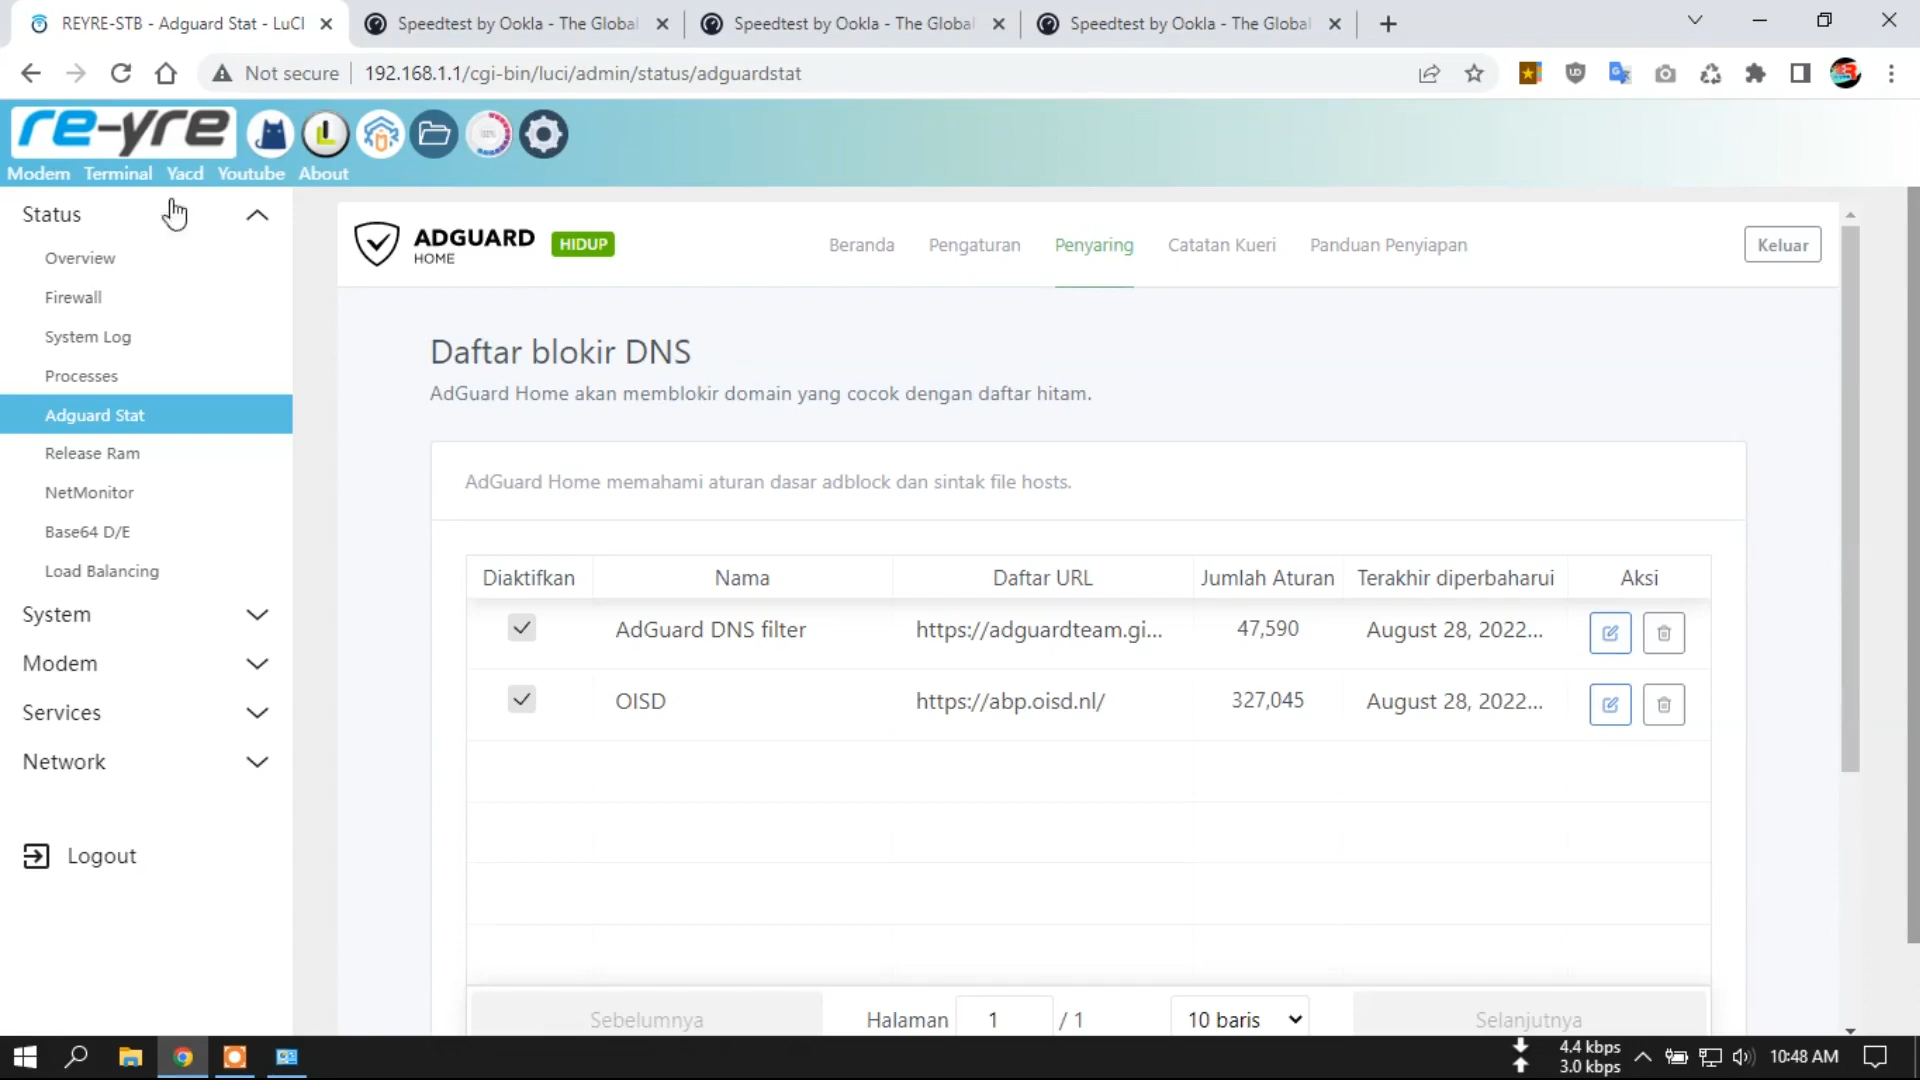 REYRE-STB - Adguard Stat - LuCI
Speedtest by Ookla - The Global
Speedtest by Ookla - The Global
Speedtest by Ookla - The Global
Not secure
192.168.1.1/cgi-bin/luci/admin/status/adguardstat
re-yre
100%
Modem Terminal Yacd Youtube About
Status
Overview
Firewall
System Log
Processes
Adguard Stat
Release Ram
NetMonitor
Base64 D/E
Load Balancing
System
Modem
Services
Network
Logout
ADGUARD
HOME
HIDUP
Beranda
Pengaturan
Penyaring
Catatan Kueri
Panduan Penyiapan
Keluar
Daftar blokir DNS
AdGuard Home akan memblokir domain yang cocok dengan daftar hitam.
AdGuard Home memahami aturan dasar adblock dan sintak file hosts.
Diaktifkan Nama Daftar URL Jumlah Aturan Terakhir diperbaharui Aksi
AdGuard DNS filter https://adguardteam.gi... 47,590 August 28, 2022...
OISD https://abp.oisd.nl/ 327,045 August 28, 2022...
Sebelumnya Halaman 1 / 1 10 baris Selanjutnya
4.4 kbps
3.0 kbps
10:48 AM